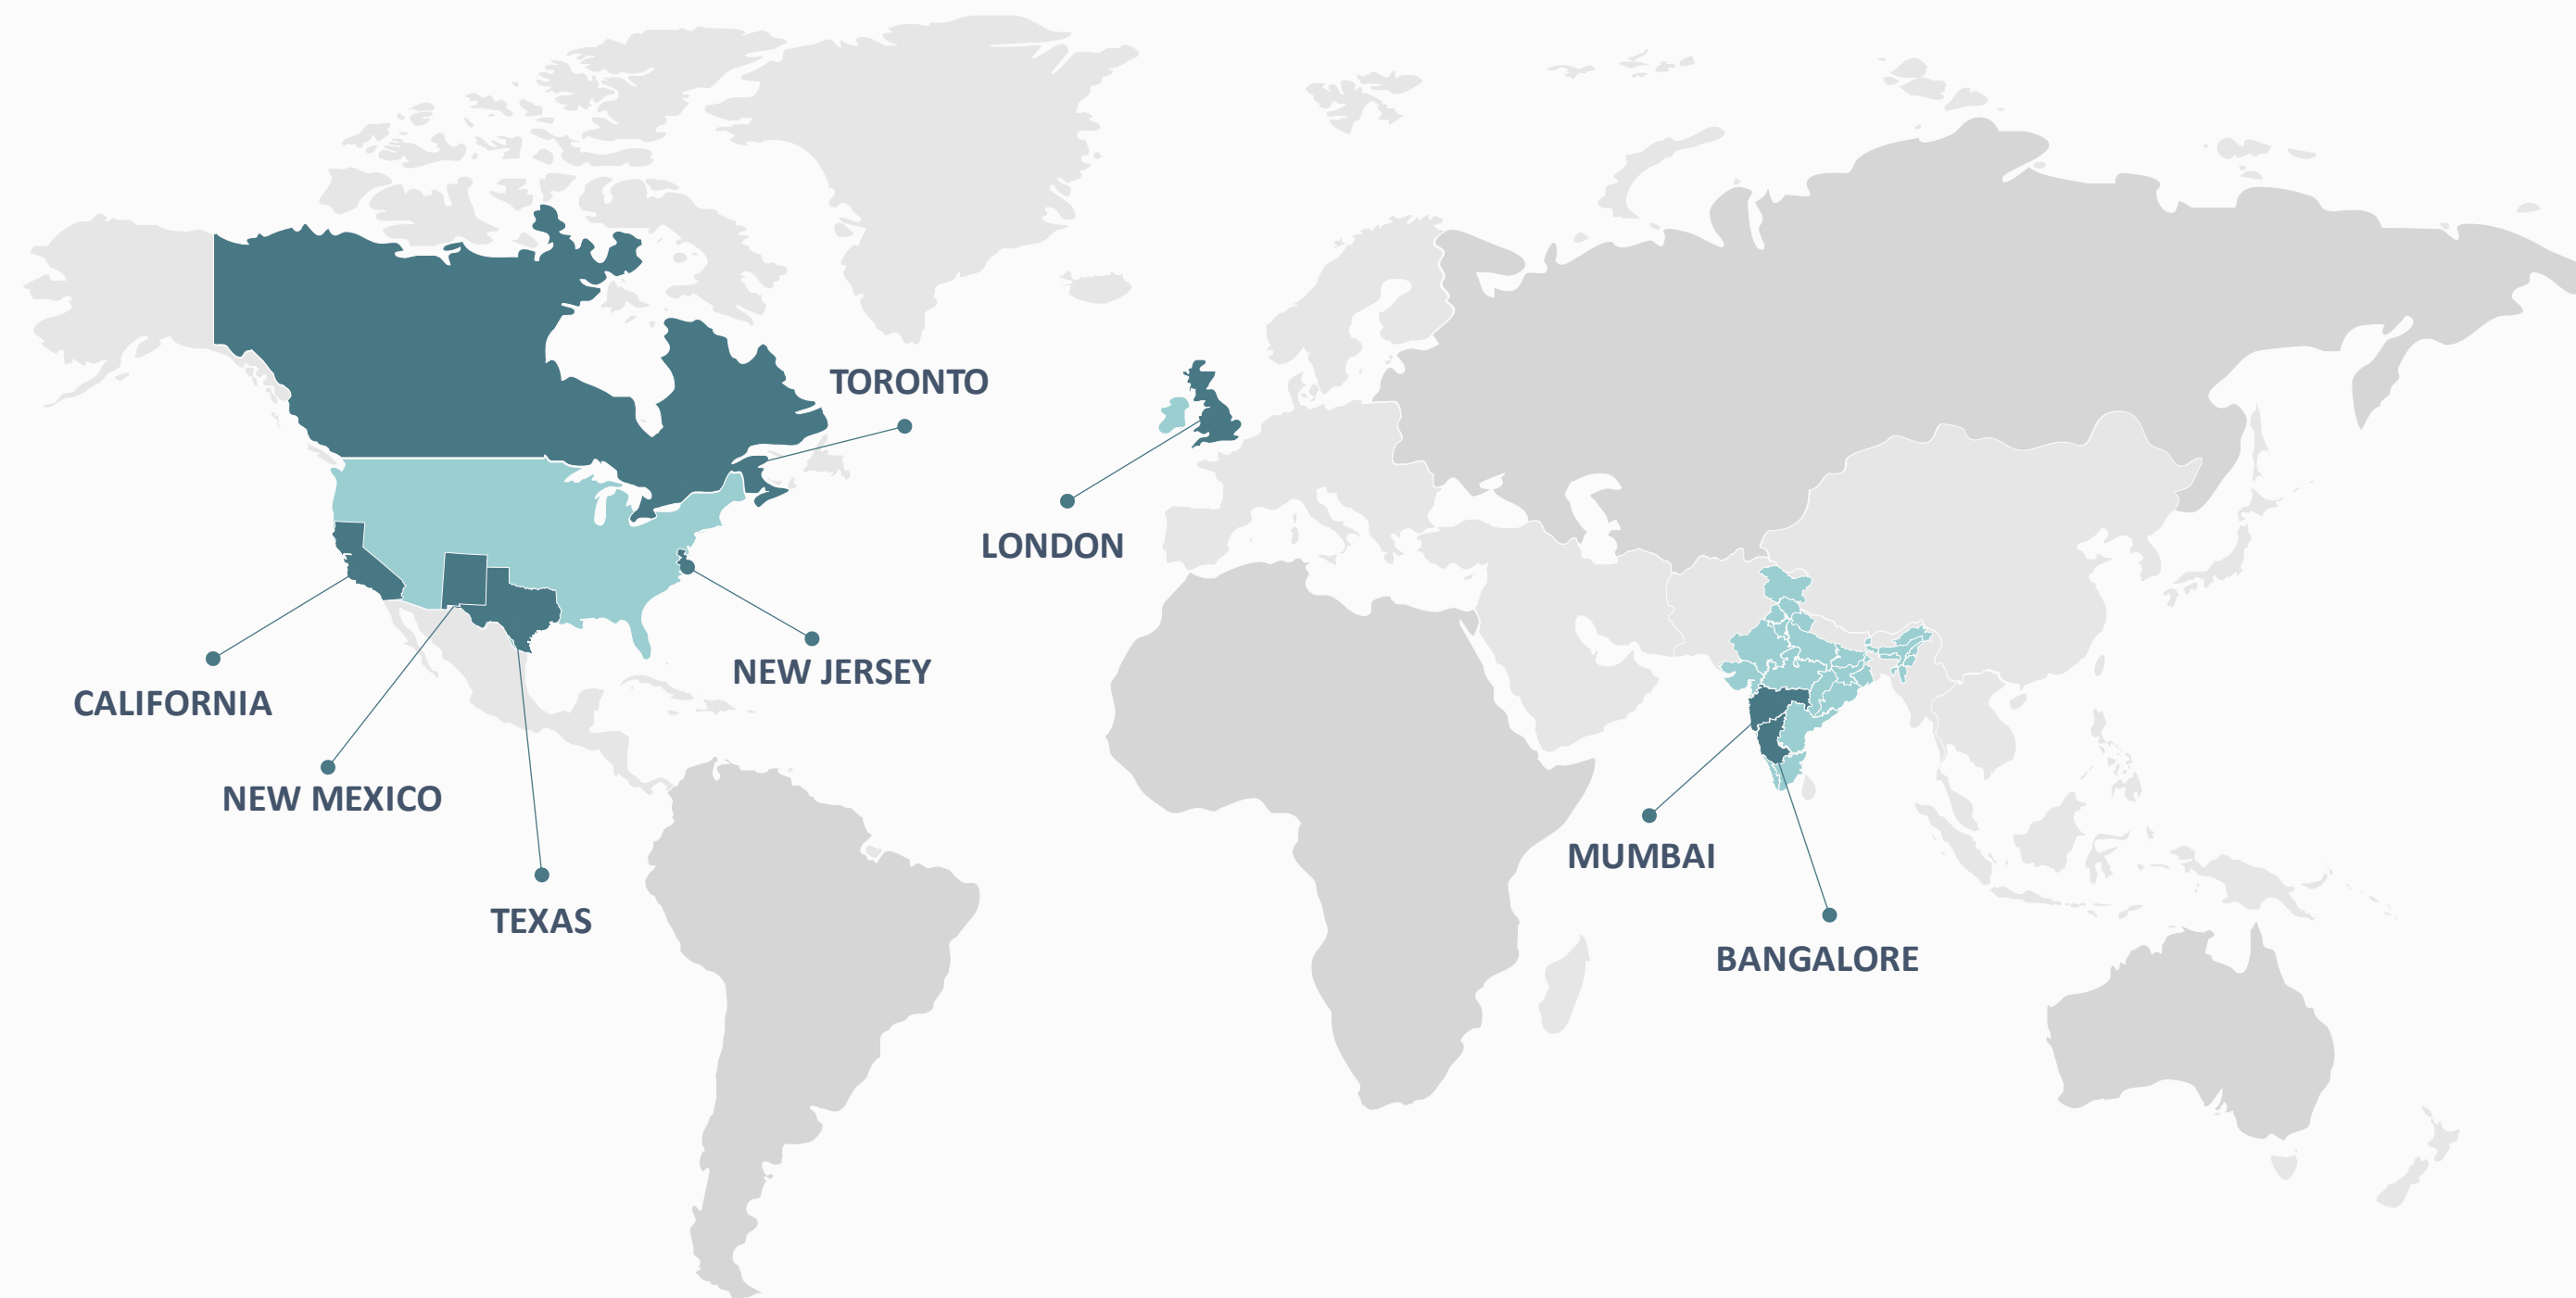 TORONTO
LONDON
NEW JERSEY
CALIFORNIA
NEW MEXICO
TEXAS
MUMBAI
BANGALORE